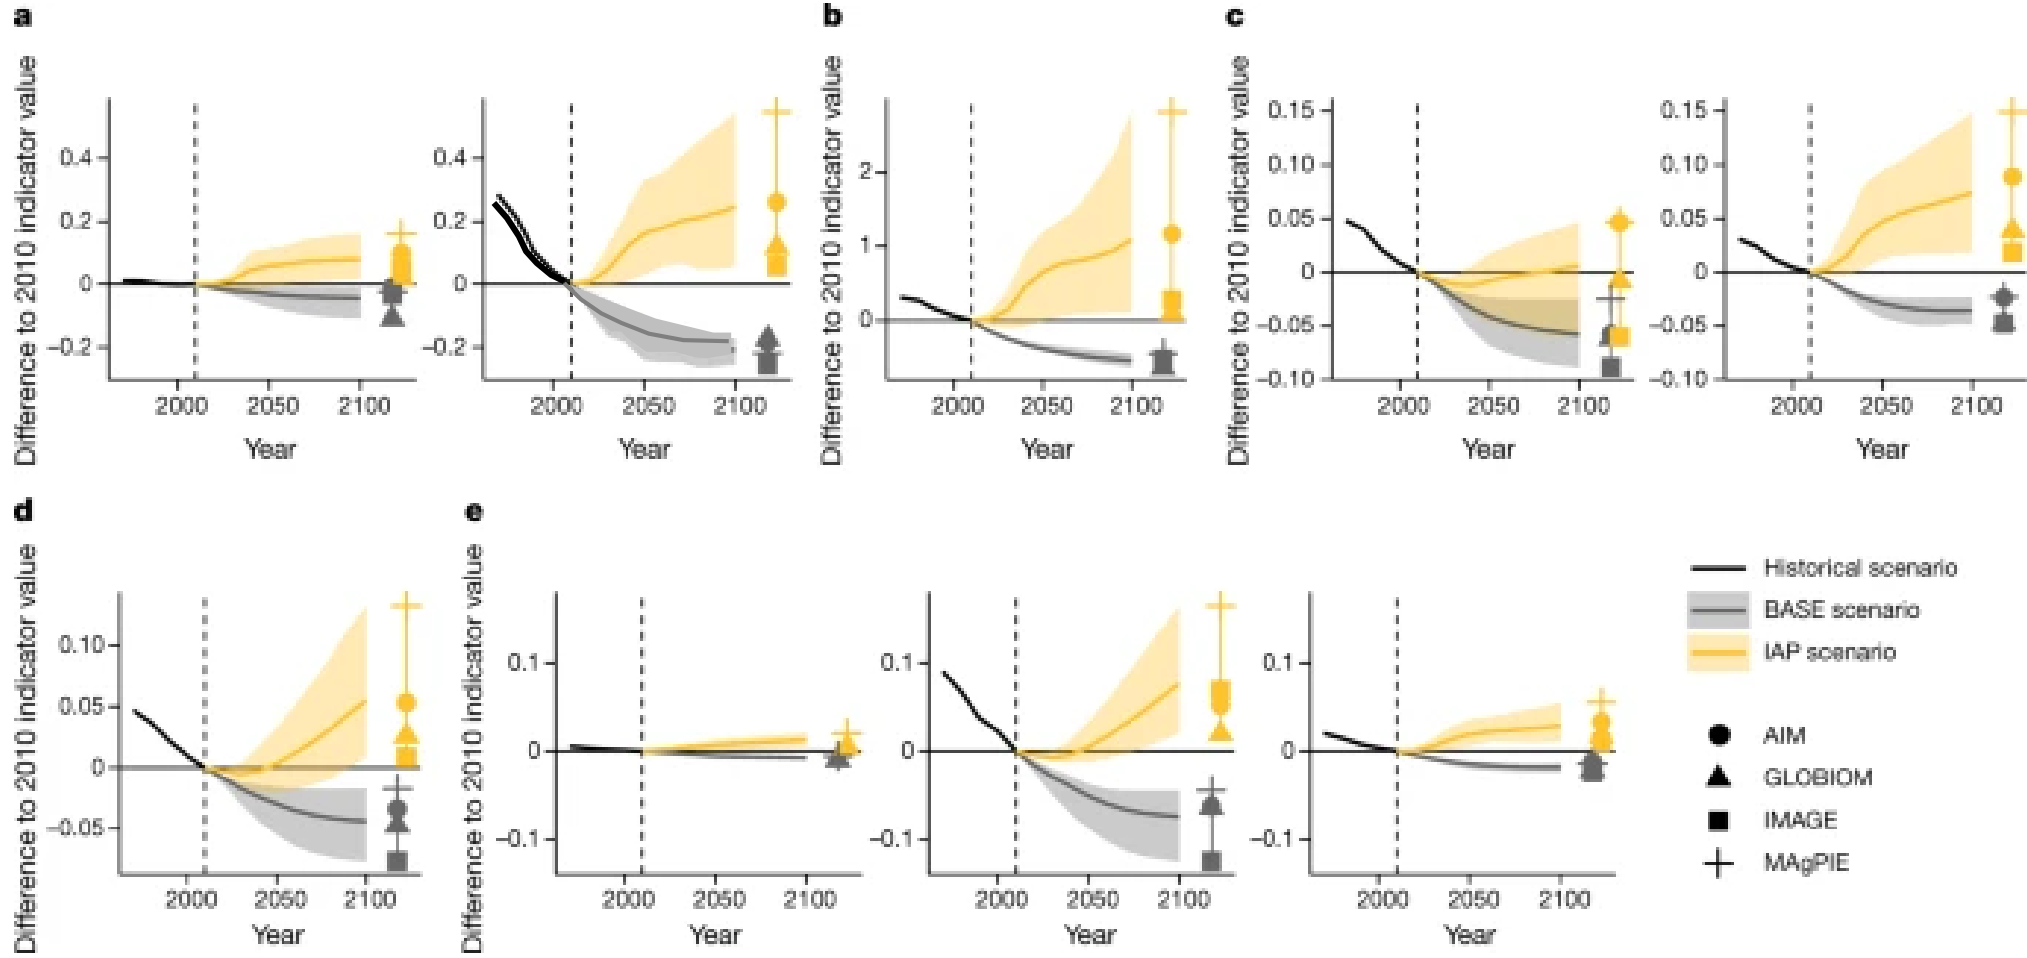 a
Difference to 2010 indicator value
0.4
0.2
0
−0.2
2000 2050 2100
Year
0.4
0.2
0
−0.2
2000 2050 2100
Year
b
Difference to 2010 indicator value
2
1
0
2000 2050 2100
Year
c
Difference to 2010 indicator value
0.15
0.10
0.05
0
−0.05
−0.10
2000 2050 2100
Year
0.15
0.10
0.05
0
−0.05
−0.10
2000 2050 2100
Year
d
Difference to 2010 indicator value
0.10
0.05
0
−0.05
2000 2050 2100
Year
e
Difference to 2010 indicator value
0.1
0
−0.1
2000 2050 2100
Year
0.1
0
−0.1
2000 2050 2100
Year
0.1
0
−0.1
2000 2050 2100
Year
Historical scenario
BASE scenario
IAP scenario
AIM
GLOBIOM
IMAGE
MAgPIE